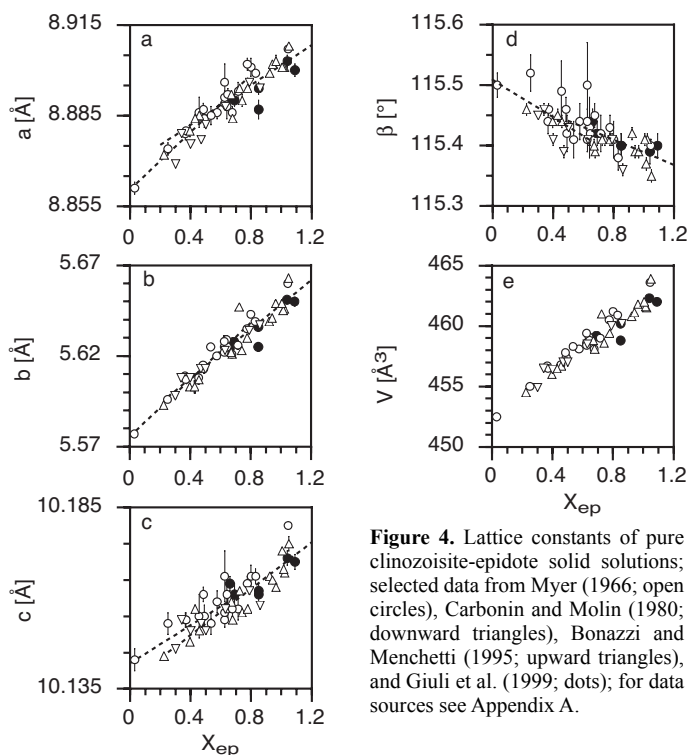 8.915
a
a [Å]
8.885
8.855
0
0.4
0.8
1.2
5.67
b
b [Å]
5.62
5.57
0
0.4
0.8
1.2
10.185
c
c [Å]
10.135
0
0.4
0.8
1.2
X_ep
115.6
d
115.5
β [°]
115.4
115.3
0
0.4
0.8
1.2
465
e
460
V [Å³]
455
450
0
0.4
0.8
1.2
X_ep
Figure 4. Lattice constants of pure
clinozoisite-epidote solid solutions;
selected data from Myer (1966; open
circles), Carbonin and Molin (1980;
downward triangles), Bonazzi and
Menchetti (1995; upward triangles),
and Giuli et al. (1999; dots); for data
sources see Appendix A.